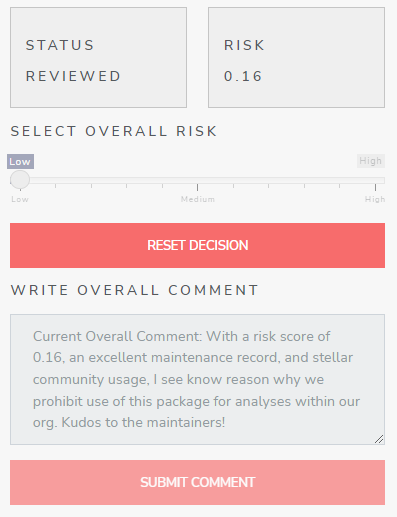 STATUS
REVIEWED
RISK
0.16
SELECT OVERALL RISK
Low
High
Low
Medium
High
RESET DECISION
WRITE OVERALL COMMENT
Current Overall Comment: With a risk score of
0.16, an excellent maintenance record, and stellar
community usage, I see know reason why we
prohibit use of this package for analyses within our
org. Kudos to the maintainers!
SUBMIT COMMENT